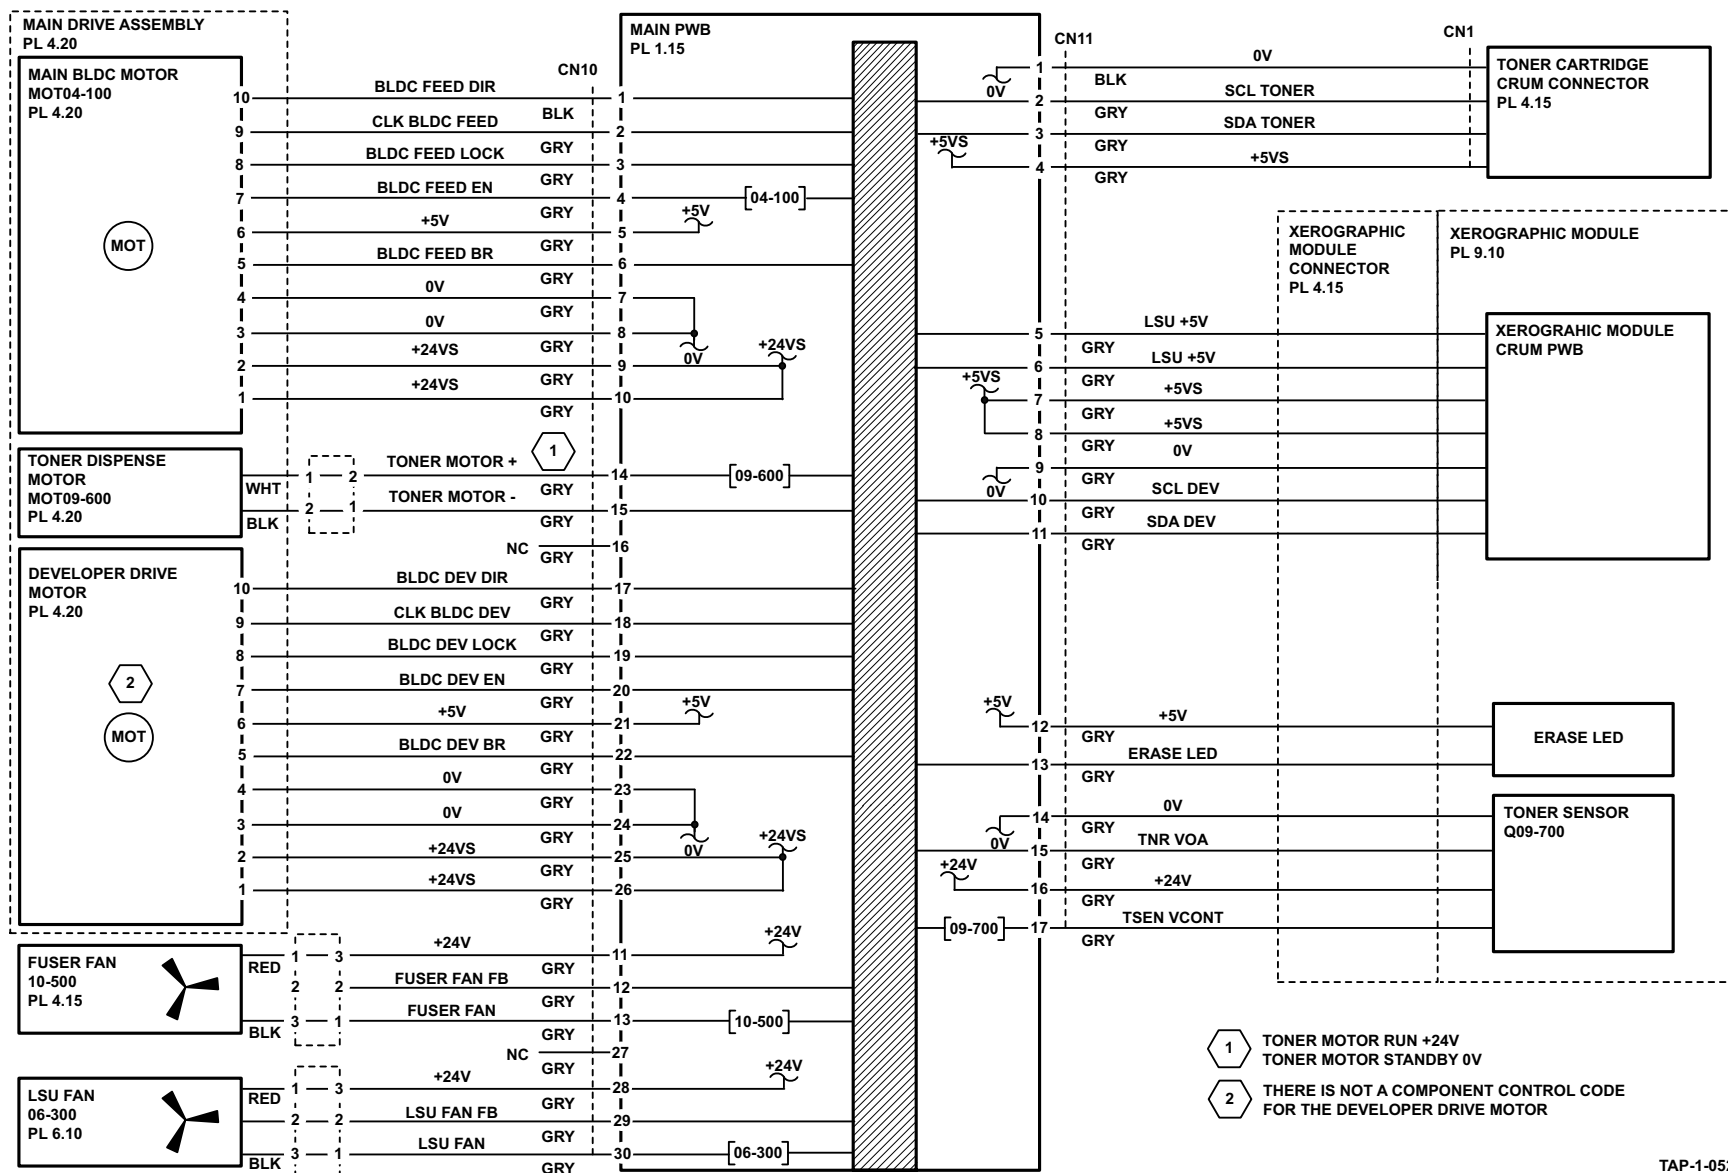 MAIN DRIVE ASSEMBLY
PL 4.20
MAIN BLDC MOTOR
MOT04-100
PL 4.20
MOT
10
9
8
7
6
5
4
3
2
1
BLDC FEED DIR
CLK BLDC FEED
BLDC FEED LOCK
BLDC FEED EN
+5V
BLDC FEED BR
0V
0V
+24VS
+24VS
CN10
BLK
GRY
GRY
GRY
GRY
GRY
GRY
GRY
GRY
GRY
MAIN PWB
PL 1.15
1
2
3
4
5
6
7
8
9
10
[04-100]
+5V
0V
+24VS
TONER DISPENSE
MOTOR
MOT09-600
PL 4.20
WHT
BLK
1 2
2 1
TONER MOTOR +
TONER MOTOR -
1
GRY
GRY
14
15
[09-600]
NC
GRY
16
DEVELOPER DRIVE
MOTOR
PL 4.20
2
MOT
10
9
8
7
6
5
4
3
2
1
BLDC DEV DIR
CLK BLDC DEV
BLDC DEV LOCK
BLDC DEV EN
+5V
BLDC DEV BR
0V
0V
+24VS
+24VS
GRY
GRY
GRY
GRY
GRY
GRY
GRY
GRY
GRY
GRY
17
18
19
20
21
22
23
24
25
26
+5V
0V
+24VS
FUSER FAN
10-500
PL 4.15
RED
BLK
1 3
2 2
3 1
+24V
FUSER FAN FB
FUSER FAN
GRY
GRY
GRY
11
12
13
+24V
[10-500]
NC
GRY
27
LSU FAN
06-300
PL 6.10
RED
BLK
1 3
2 2
3 1
+24V
LSU FAN FB
LSU FAN
GRY
GRY
GRY
28
29
30
+24V
[06-300]
CN11
CN1
0V
+5VS
1
2
3
4
BLK
GRY
GRY
GRY
0V
SCL TONER
SDA TONER
+5VS
TONER CARTRIDGE
CRUM CONNECTOR
PL 4.15
XEROGRAPHIC
MODULE
CONNECTOR
PL 4.15
XEROGRAPHIC MODULE
PL 9.10
+5VS
0V
5
6
7
8
9
10
11
GRY
GRY
GRY
GRY
GRY
GRY
GRY
LSU +5V
LSU +5V
+5VS
+5VS
0V
SCL DEV
SDA DEV
XEROGRAHIC MODULE
CRUM PWB
+5V
12
13
GRY
GRY
+5V
ERASE LED
ERASE LED
0V
+24V
[09-700]
14
15
16
17
GRY
GRY
GRY
GRY
0V
TNR VOA
+24V
TSEN VCONT
TONER SENSOR
Q09-700
1 TONER MOTOR RUN +24V
TONER MOTOR STANDBY 0V
2 THERE IS NOT A COMPONENT CONTROL CODE
FOR THE DEVELOPER DRIVE MOTOR